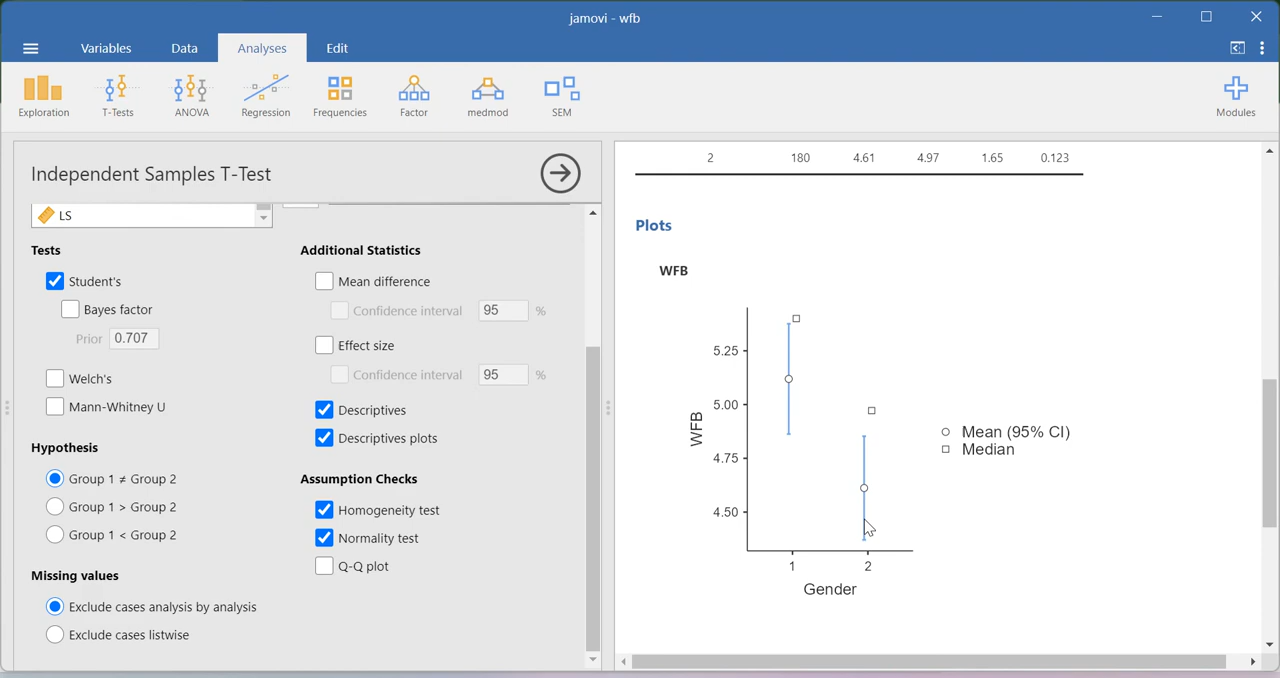 jamovi - wfb
Variables Data Analyses Edit
Exploration T-Tests ANOVA Regression Frequencies Factor medmod SEM Modules
Independent Samples T-Test
LS
Tests
Student's
Bayes factor
Prior 0.707
Welch's
Mann-Whitney U
Hypothesis
Group 1 ≠ Group 2
Group 1 > Group 2
Group 1 < Group 2
Missing values
Exclude cases analysis by analysis
Exclude cases listwise
Additional Statistics
Mean difference
Confidence interval 95 %
Effect size
Confidence interval 95 %
Descriptives
Descriptives plots
Assumption Checks
Homogeneity test
Normality test
Q-Q plot
2 180 4.61 4.97 1.65 0.123
Plots
WFB
5.25
5.00
4.75
4.50
WFB
1 2
Gender
Mean (95% CI)
Median